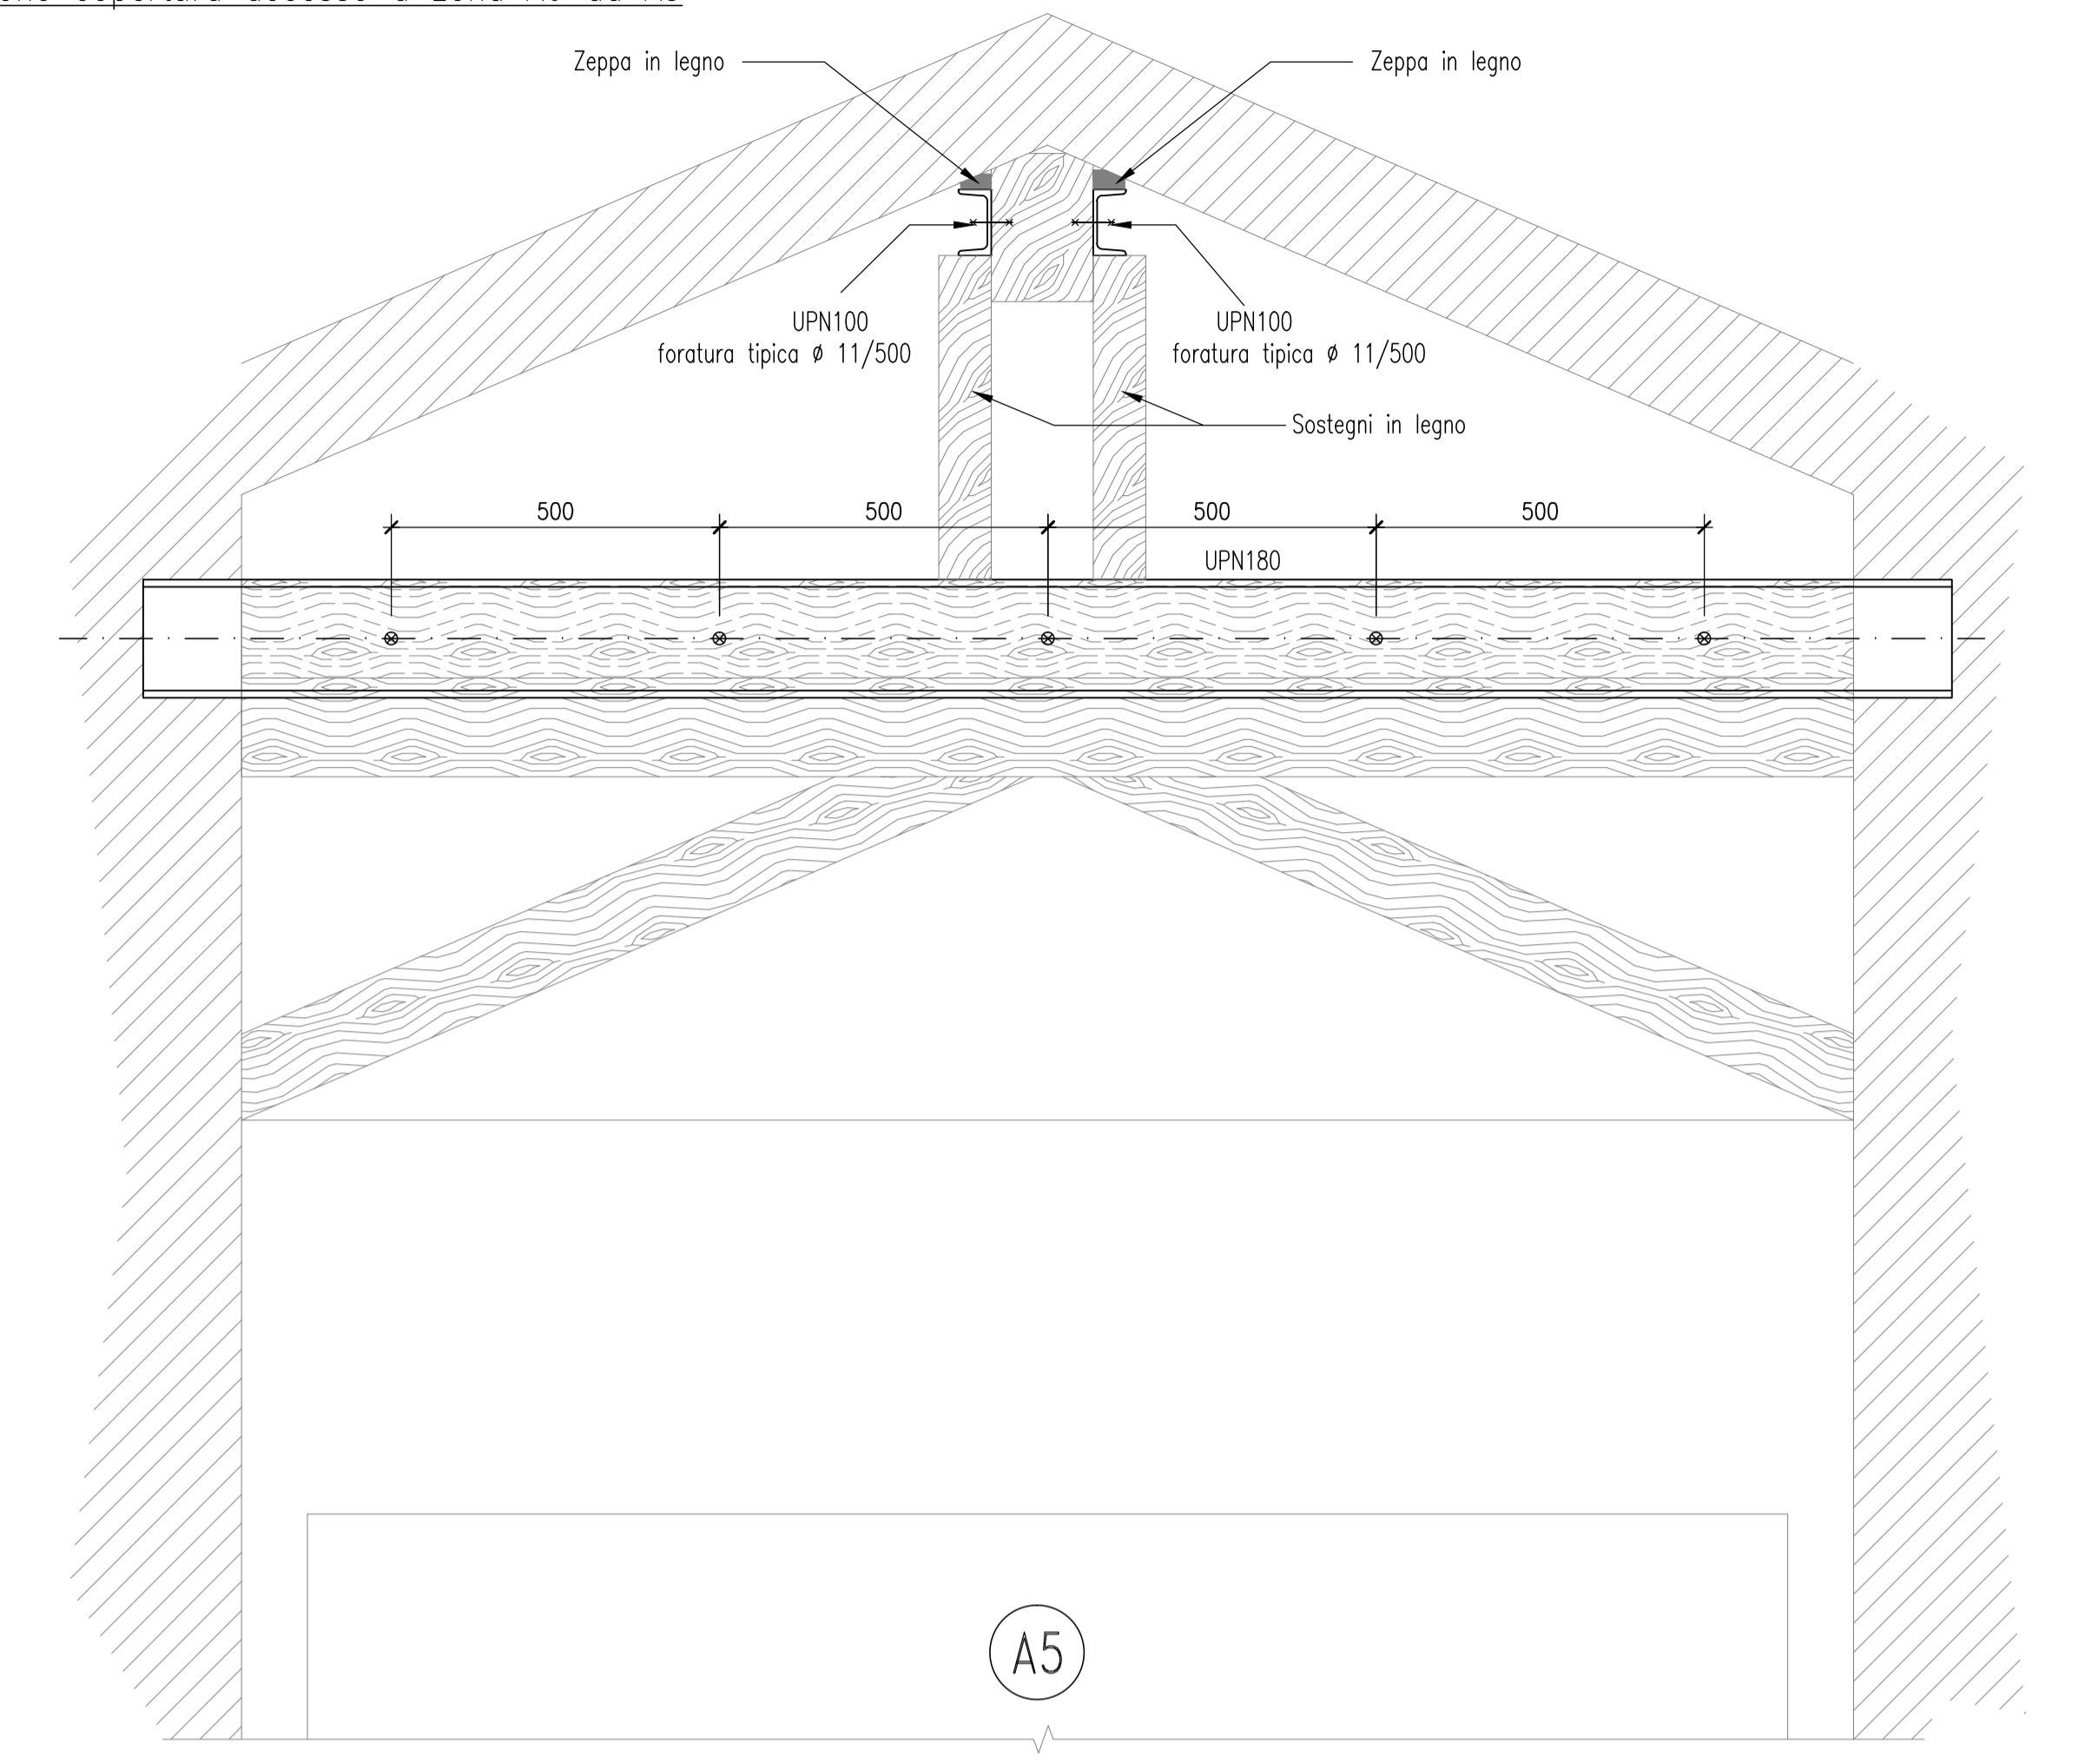 Zeppa in legno
Zeppa in legno
UPN100
foratura tipica ø 11/500
UPN100
foratura tipica ø 11/500
Sostegni in legno
500
500
500
500
UPN180
A5